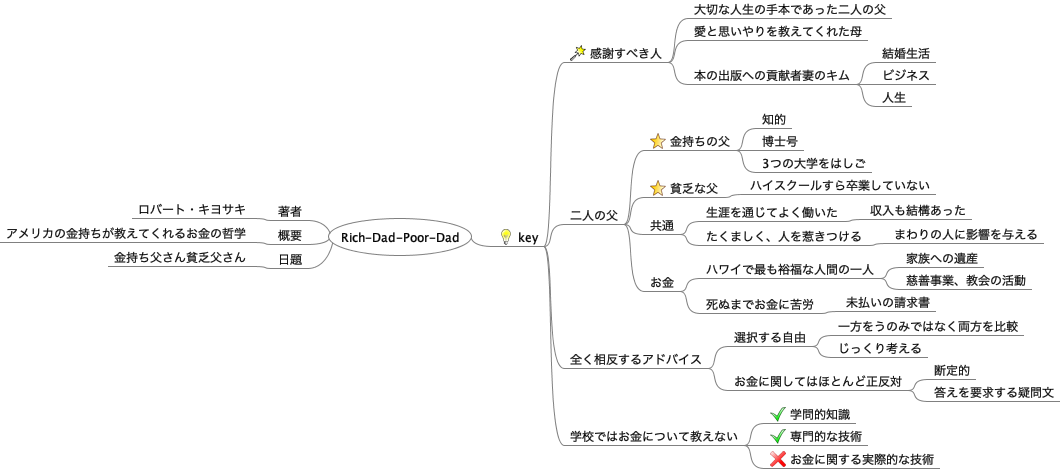 大切な人生の手本であった二人の父
愛と思いやりを教えてくれた母
感謝すべき人
本の出版への貢献者妻のキム
結婚生活
ビジネス
人生
知的
金持ちの父
博士号
3つの大学をはしご
貧乏な父
ハイスクールすら卒業していない
二人の父
共通
生涯を通じてよく働いた
収入も結構あった
たくましく、人を惹きつける
まわりの人に影響を与える
お金
ハワイで最も裕福な人間の一人
家族への遺産
慈善事業、教会の活動
死ぬまでお金に苦労
未払いの請求書
ロバート・キヨサキ
著者
アメリカの金持ちが教えてくれるお金の哲学
概要
金持ち父さん貧乏父さん
日題
Rich-Dad-Poor-Dad
key
全く相反するアドバイス
選択する自由
一方をうのみではなく両方を比較
じっくり考える
お金に関してはほとんど正反対
断定的
答えを要求する疑問文
学校ではお金について教えない
学問的知識
専門的な技術
お金に関する実際的な技術